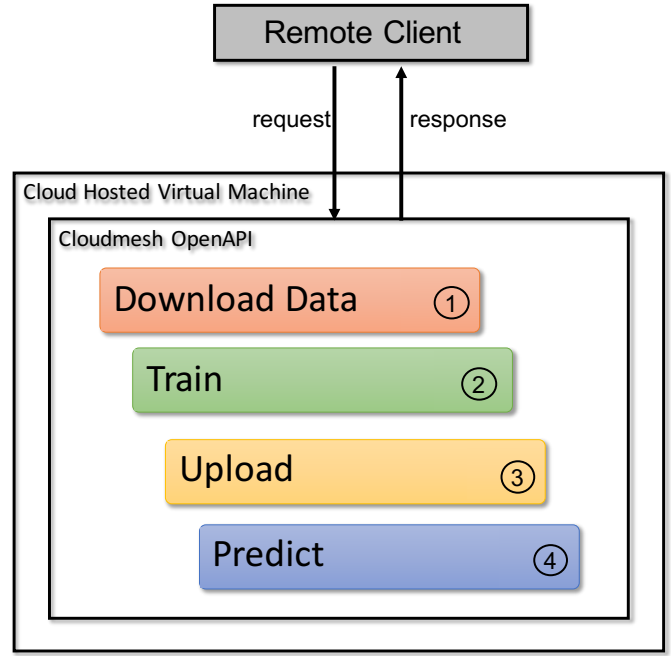 Remote Client
request
response
Cloud Hosted Virtual Machine
Cloudmesh OpenAPI
Download Data 1
Train 2
Upload 3
Predict 4